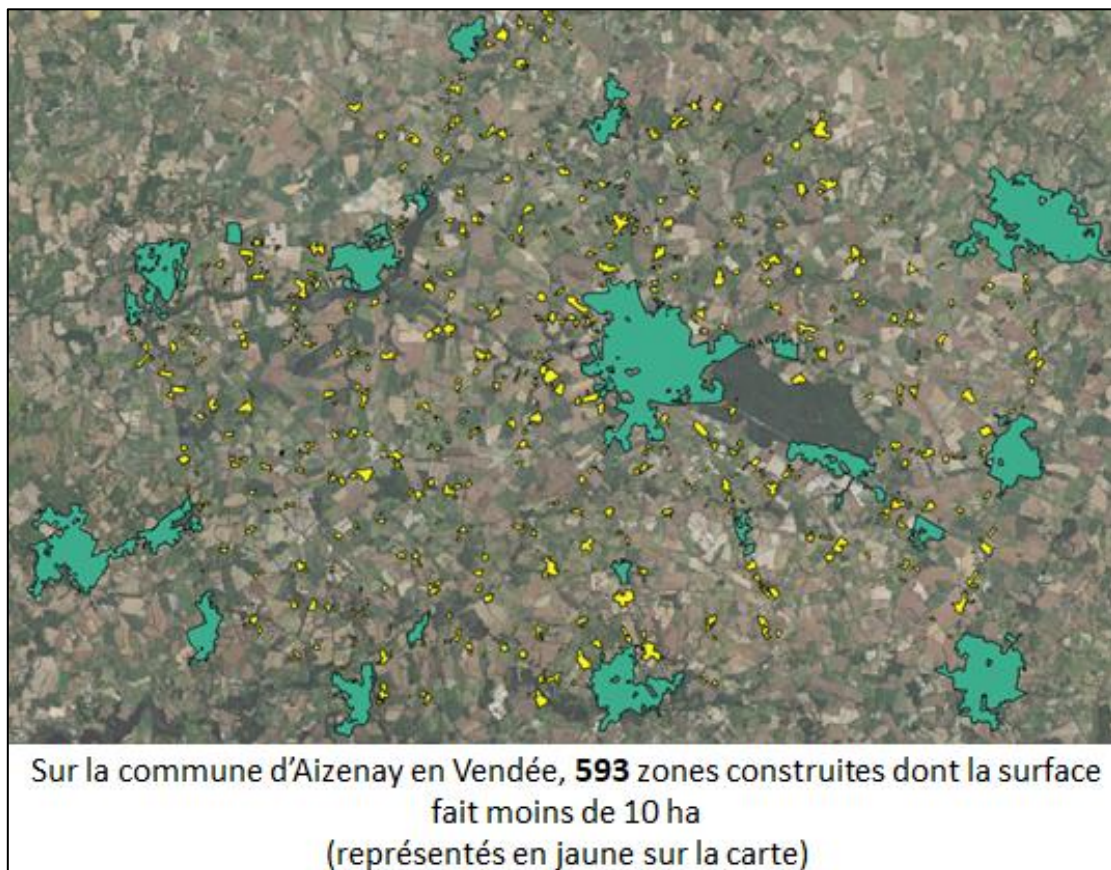 Sur la commune d’Aizenay en Vendée, 593 zones construites dont la surface
fait moins de 10 ha
(représentés en jaune sur la carte)